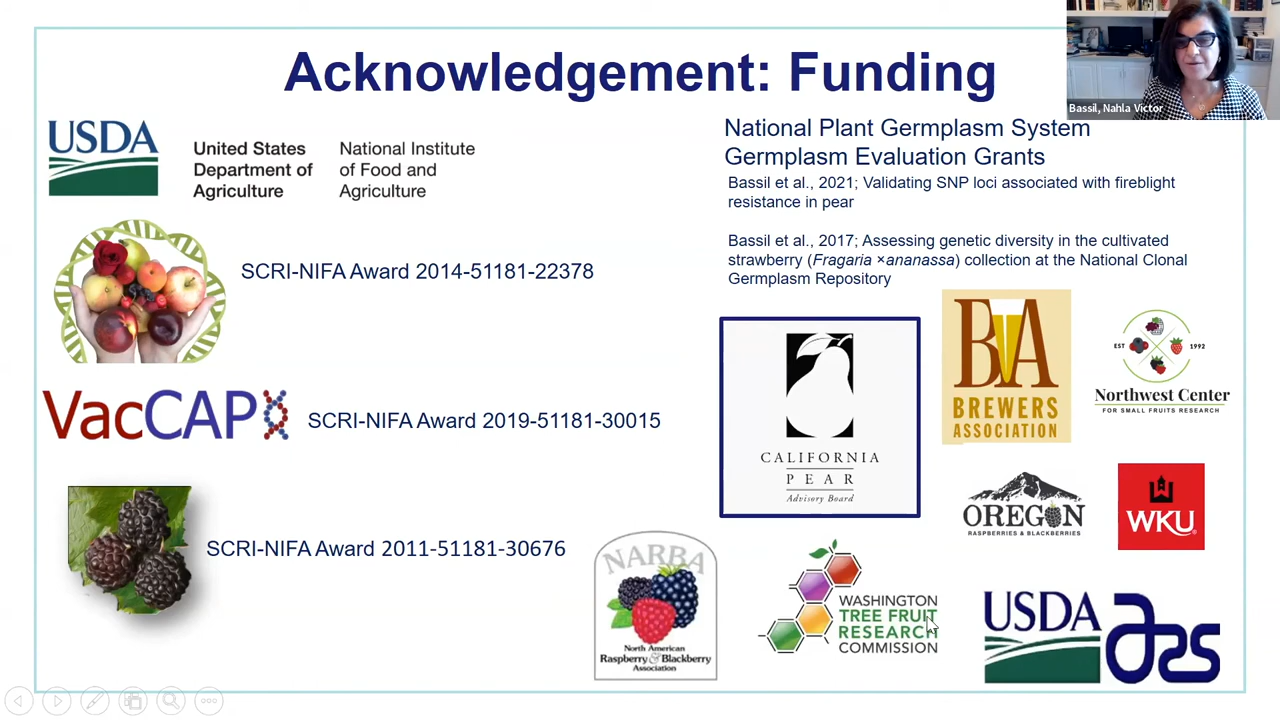 Acknowledgement: Funding
Bassil, Nahla Victor
USDA
United States
Department of
Agriculture
National Institute
of Food and
Agriculture
SCRI-NIFA Award 2014-51181-22378
VacCAP
SCRI-NIFA Award 2019-51181-30015
SCRI-NIFA Award 2011-51181-30676
National Plant Germplasm System
Germplasm Evaluation Grants
Bassil et al., 2021; Validating SNP loci associated with fireblight
resistance in pear
Bassil et al., 2017; Assessing genetic diversity in the cultivated
strawberry (Fragaria ×ananassa) collection at the National Clonal
Germplasm Repository
CALIFORNIA
PEAR
Advisory Board
BA
BREWERS
ASSOCIATION
EST 1992
Northwest Center
FOR SMALL FRUITS RESEARCH
OREGON
RASPBERRIES & BLACKBERRIES
WKU
NARBA
North American
Raspberry & Blackberry
Association
WASHINGTON
TREE FRUIT
RESEARCH
COMMISSION
USDA
ars